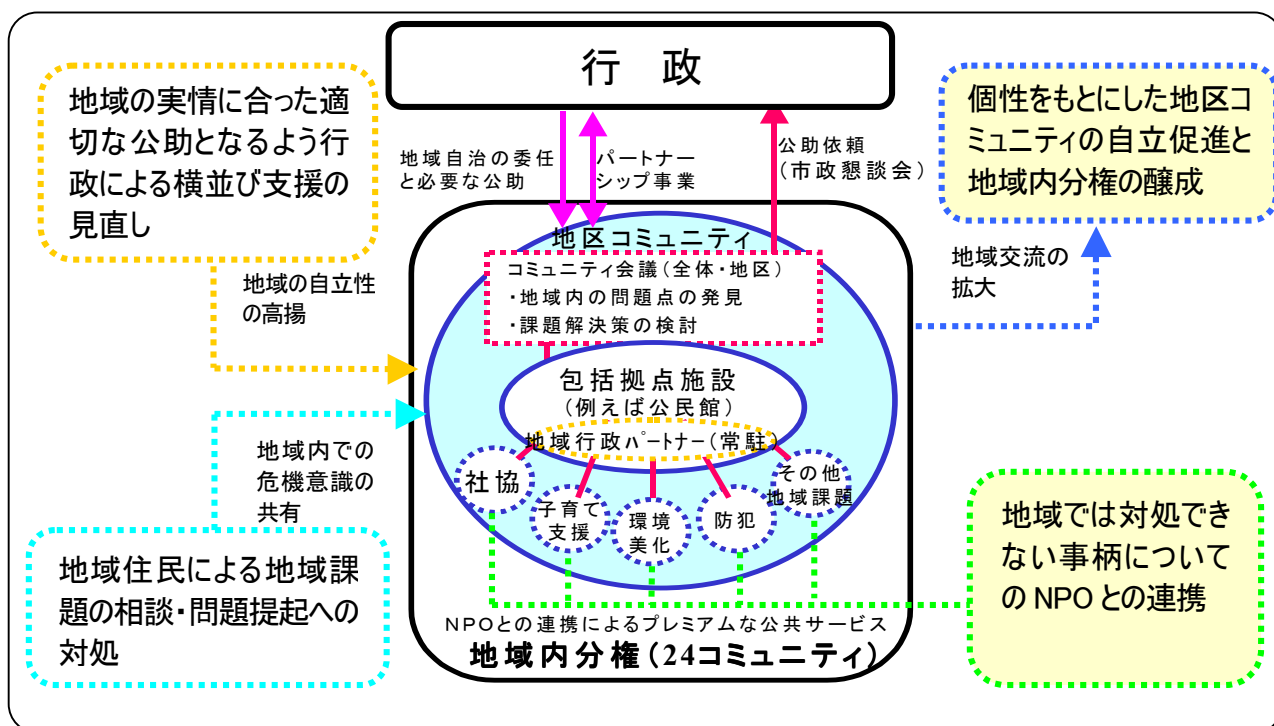 行 政
地域の実情に合った適
切な公助となるよう行
政による横並び支援の
見直し
個性をもとにした地区コ
ミュニティの自立促進と
地域内分権の醸成
地域自治の委任
と必要な公助
パートナー
シップ事業
公助依頼
(市政懇談会)
地域の自立性
の高揚
地域交流の
拡大
地区コミュニティ
コミュニティ会議(全体・地区)
・地域内の問題点の発見
・課題解決策の検討
包括拠点施設
(例えば公民館)
地域行政パートナー(常駐)
社協
子育て
支援
環境
美化
防犯
その他
地域課題
地域内での
危機意識の
共有
地域住民による地域課
題の相談・問題提起への
対処
地域では対処でき
ない事柄について
のNPOとの連携
NPOとの連携によるプレミアムな公共サービス
地域内分権(24コミュニティ)